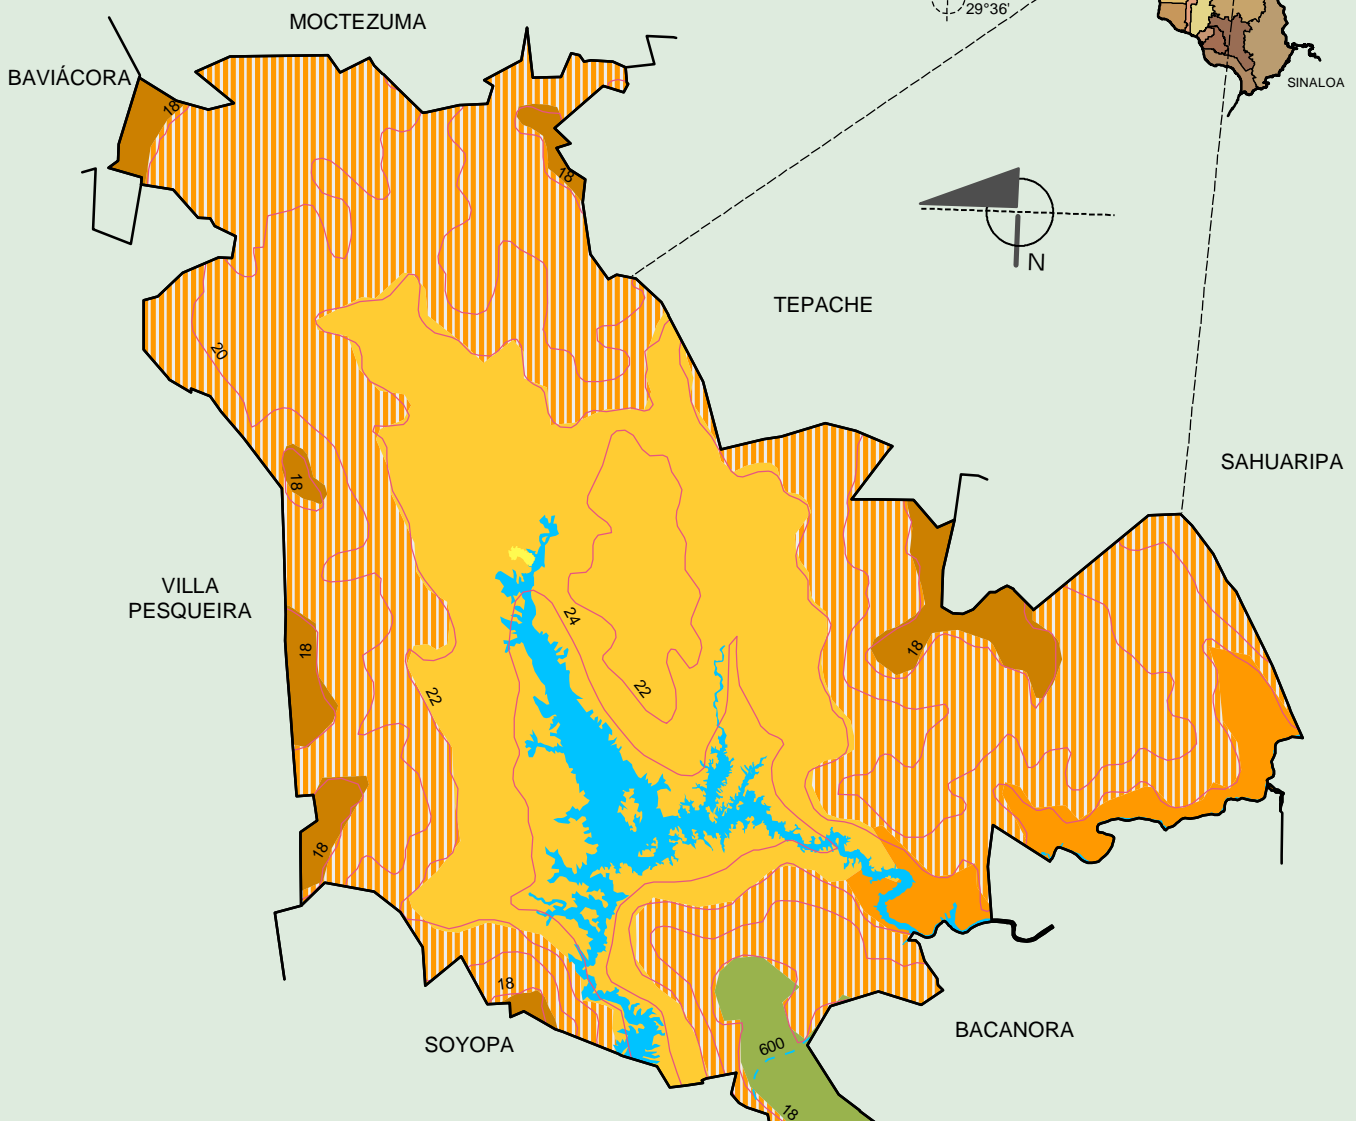 29°36'
MOCTEZUMA
BAVIÁCORA
SINALOA
18
18
N
TEPACHE
20
SAHUARIPA
18
VILLA
PESQUEIRA
24
18
18
22
22
18
18
SOYOPA
BACANORA
600
18